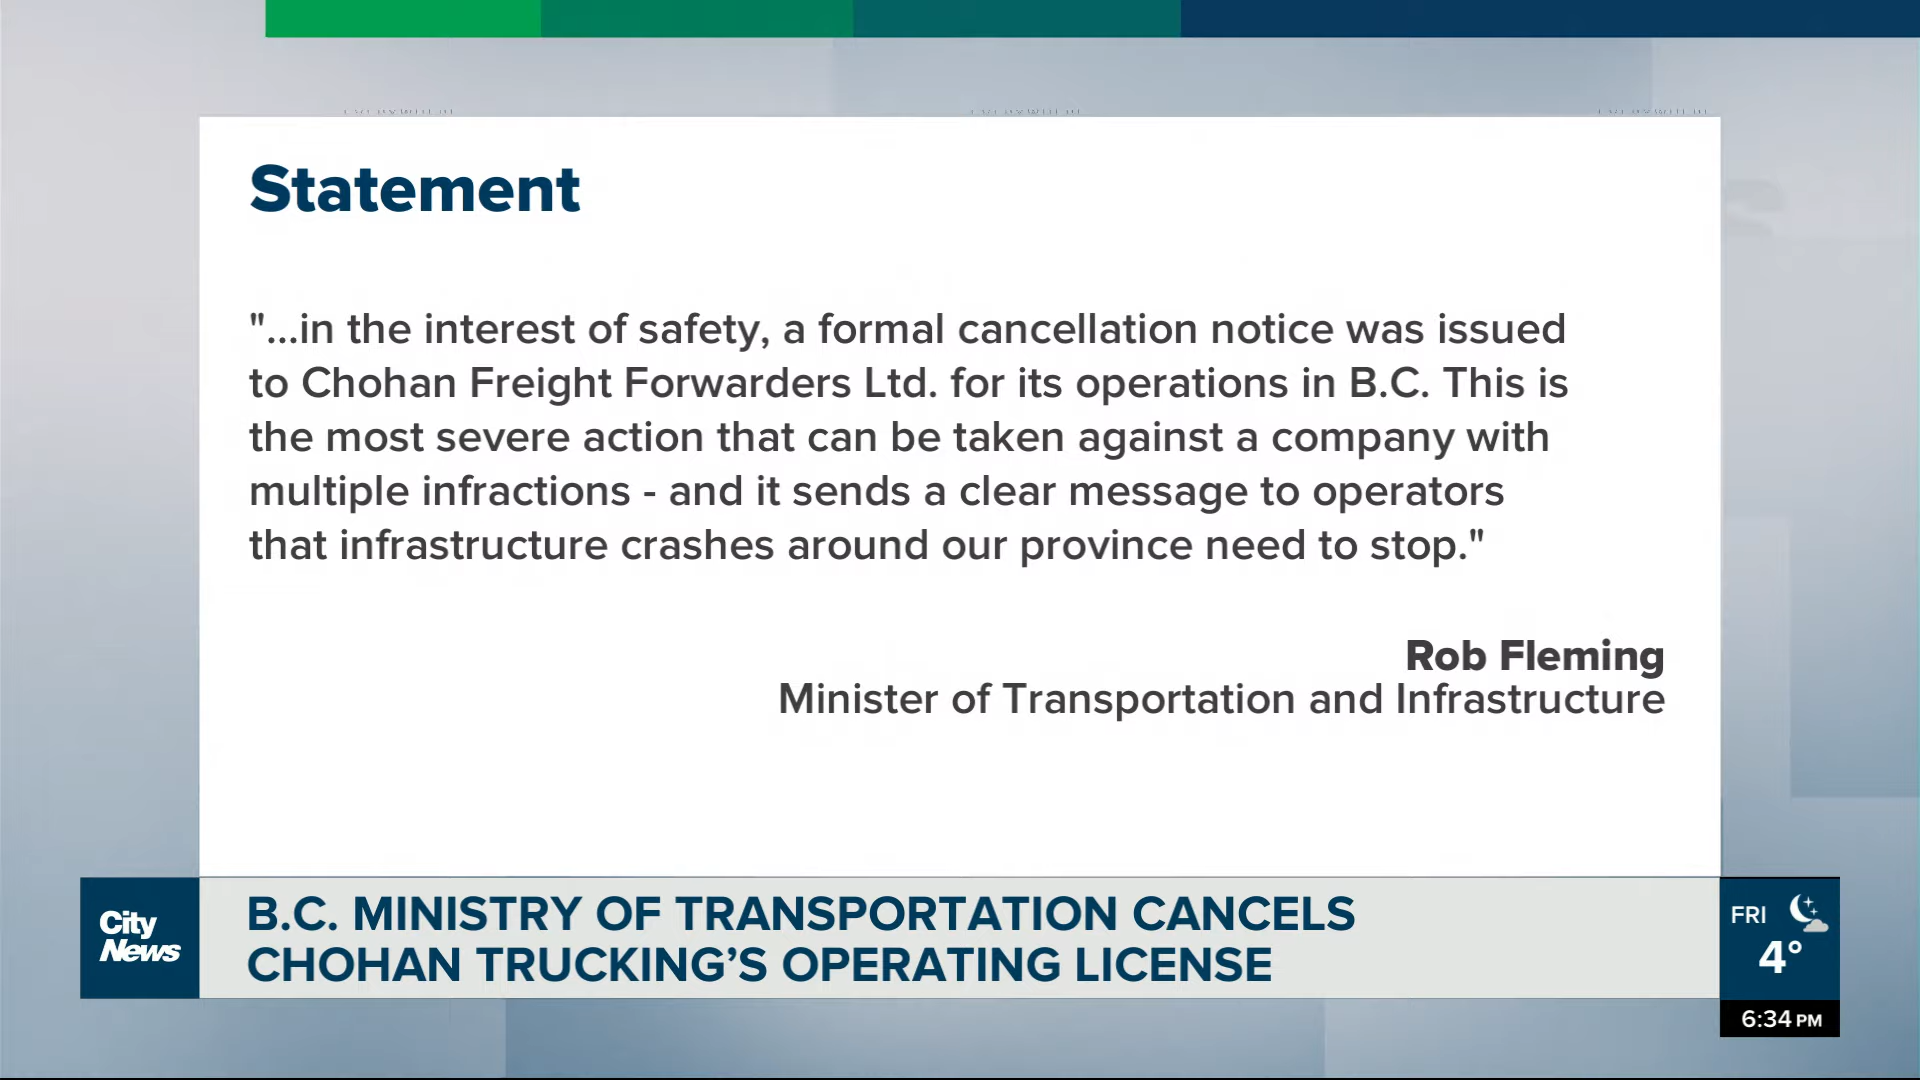 Statement
"...in the interest of safety, a formal cancellation notice was issued
to Chohan Freight Forwarders Ltd. for its operations in B.C. This is
the most severe action that can be taken against a company with
multiple infractions - and it sends a clear message to operators
that infrastructure crashes around our province need to stop."
Rob Fleming
Minister of Transportation and Infrastructure
City
News
B.C. MINISTRY OF TRANSPORTATION CANCELS
CHOHAN TRUCKING’S OPERATING LICENSE
FRI
4°
6:34 PM